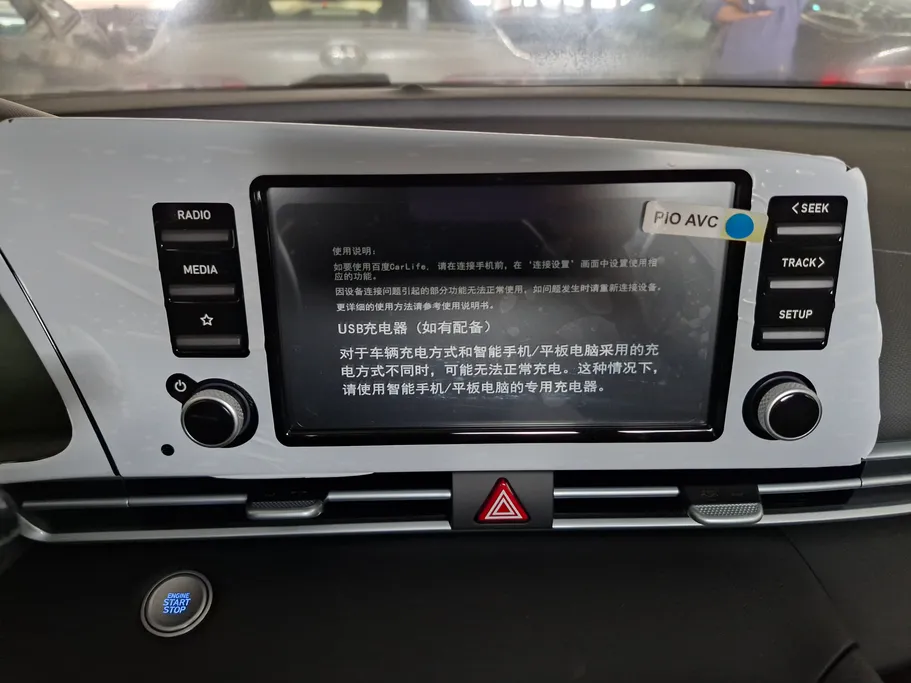 RADIO
MEDIA
使用说明:
如要使用百度CarLife, 请在连接手机前, 在 '连接设置' 画面中设置使用相
应的功能。
因设备连接问题引起的部分功能无法正常使用, 如问题发生时请重新连接设备。
更详细的使用方法请参考使用说明书。
USB充电器 (如有配备)
对于车辆充电方式和智能手机/平板电脑采用的充
电方式不同时, 可能无法正常充电。这种情况下,
请使用智能手机/平板电脑的专用充电器。
PIO AVC
<SEEK
TRACK>
SETUP
ENGINE
START
STOP